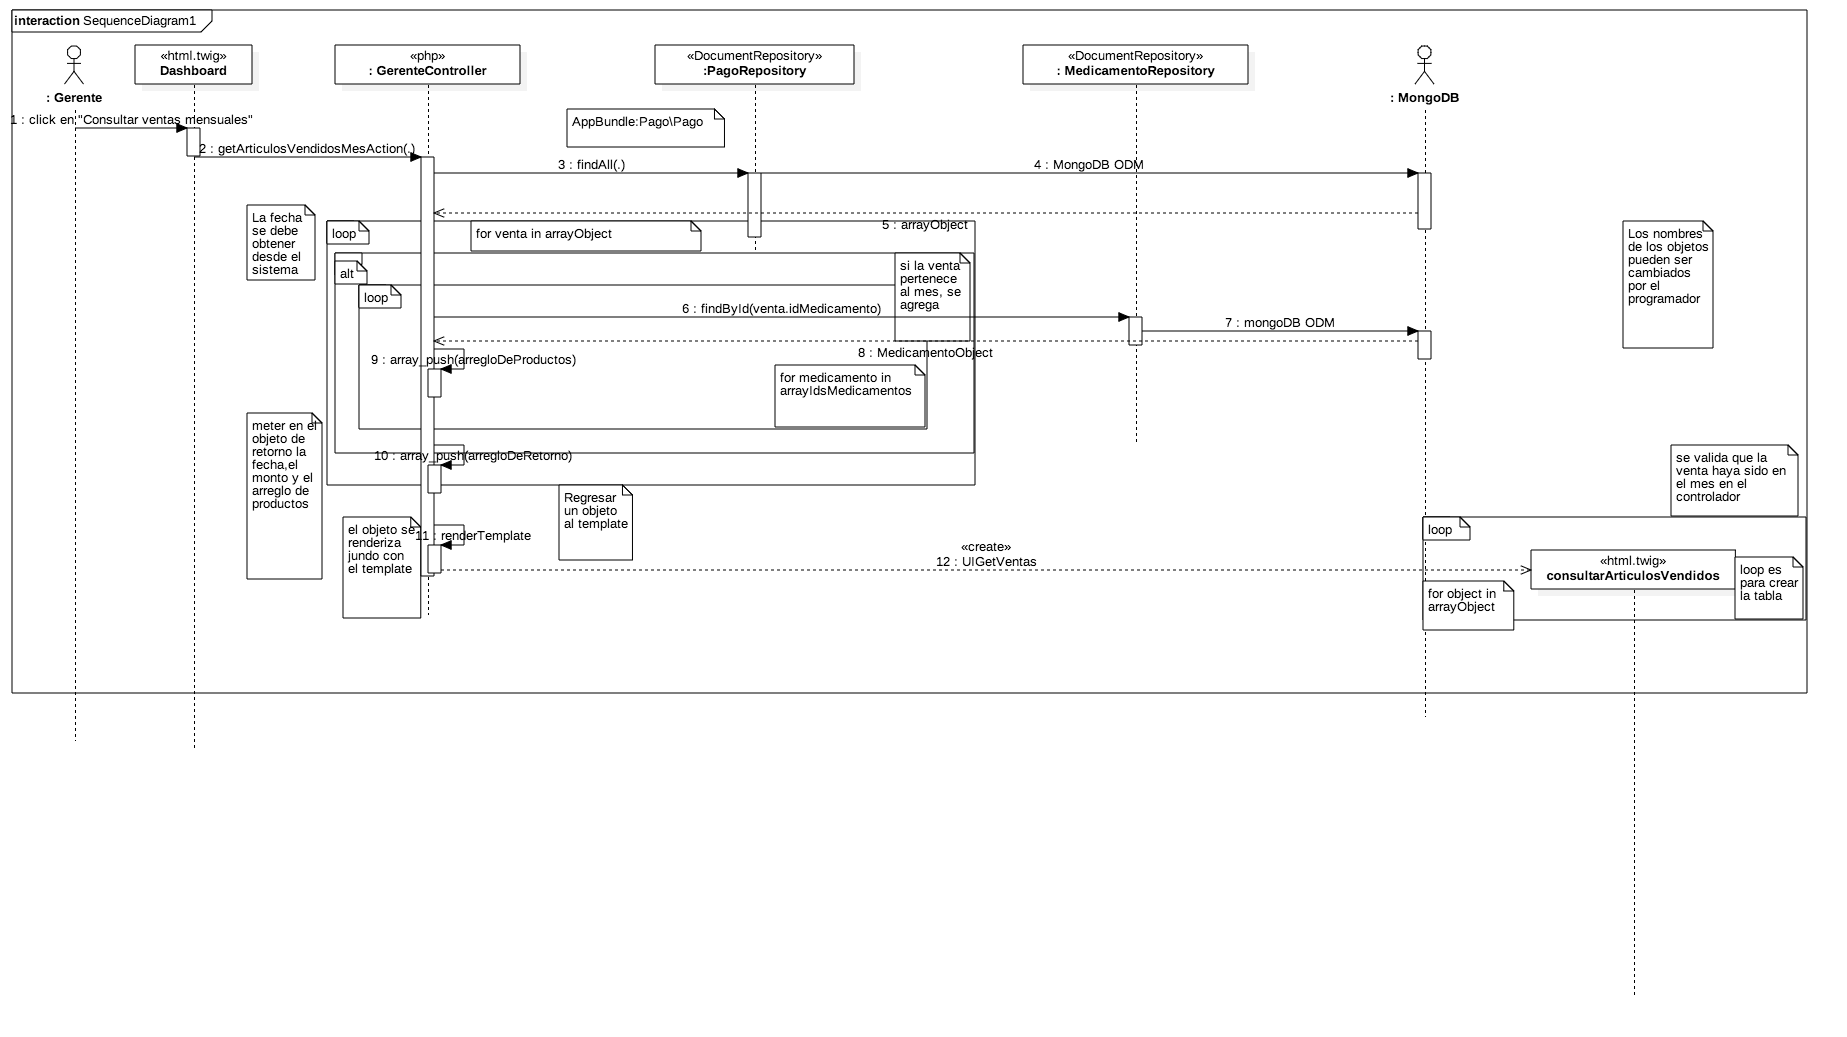 interaction SequenceDiagram1
«html.twig»
Dashboard
«php»
: GerenteController
«DocumentRepository»
:PagoRepository
«DocumentRepository»
: MedicamentoRepository
: Gerente
: MongoDB
1 : click en "Consultar ventas mensuales"
AppBundle:Pago\Pago
2 : getArticulosVendidosMesAction(.)
3 : findAll(.)
4 : MongoDB ODM
La fecha
se debe
obtener
desde el
sistema
5 : arrayObject
loop
for venta in arrayObject
Los nombres
de los objetos
pueden ser
cambiados
por el
programador
alt
si la venta
pertenece
al mes, se
agrega
loop
6 : findById(venta.idMedicamento)
7 : mongoDB ODM
8 : MedicamentoObject
9 : array_push(arregloDeProductos)
for medicamento in
arrayIdsMedicamentos
meter en el
objeto de
retorno la
fecha,el
monto y el
arreglo de
productos
10 : array_push(arregloDeRetorno)
se valida que la
venta haya sido en
el mes en el
controlador
Regresar
un objeto
al template
el objeto se
renderiza
jundo con
el template
11 : renderTemplate
loop
«create»
12 : UIGetVentas
«html.twig»
consultarArticulosVendidos
loop es
para crear
la tabla
for object in
arrayObject